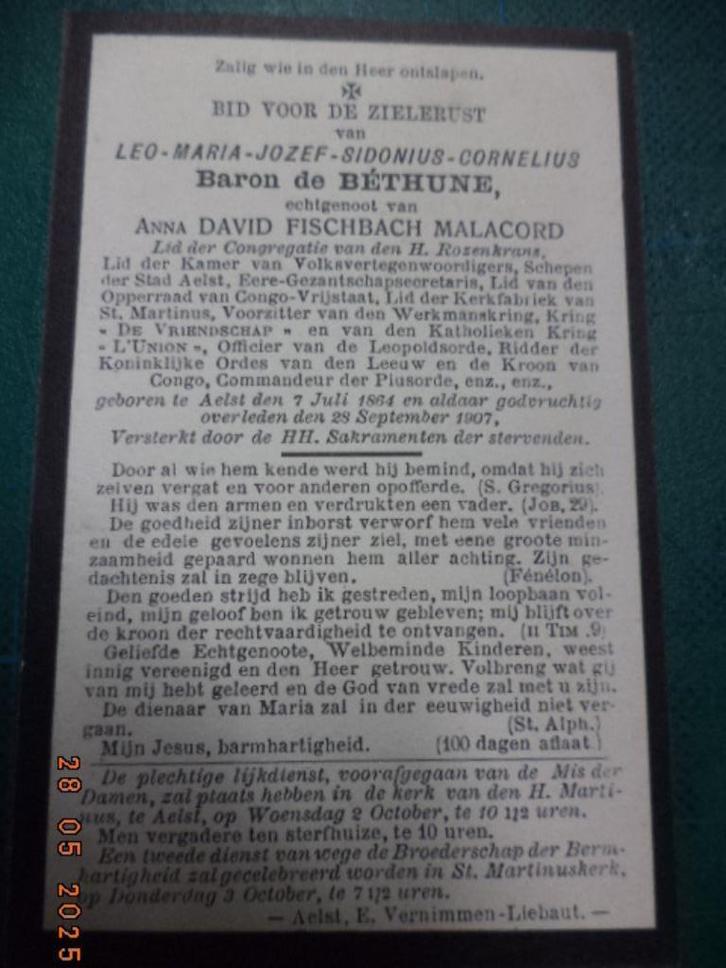 Zalig wie in den Heer ontslapen.
✠
BID VOOR DE ZIELERUST
van
LEO-MARIA-JOZEF-SIDONIUS-CORNELIUS
Baron de BÉTHUNE,
echtgenoot van
ANNA DAVID FISCHBACH MALACORD
Lid der Congregatie van den H. Rozenkrans,
Lid der Kamer van Volksvertegenwoordigers, Schepen
der Stad Aelst, Eere-Gezantschapsecretaris, Lid van den
Opperraad van Congo-Vrijstaat, Lid der Kerkfabriek van
St. Martinus, Voorzitter van den Werkmanskring, Kring
« DE VRIENDSCHAP » en van den Katholieken Kring
« L'UNION », Officier van de Leopoldsorde, Ridder der
Koninklijke Ordes van den Leeuw en de Kroon van
Congo, Commandeur der Piusorde, enz., enz.,
geboren te Aelst den 7 Juli 1864 en aldaar godvruchtig
overleden den 28 September 1907,
Versterkt door de HH. Sakramenten der stervenden.
Door al wie hem kende werd hij bemind, omdat hij zich
zelven vergat en voor anderen opofferde. (S. Gregorius).
Hij was den armen en verdrukten een vader. (JOB, 29).
De goedheid zijner inborst verworf hem vele vrienden
en de edele gevoelens zijner ziel, met eene groote min-
zaamheid gepaard wonnen hem aller achting. Zijn ge-
dachtenis zal in zege blijven. (Fénélon).
Den goeden strijd heb ik gestreden, mijn loopbaan vol-
eind, mijn geloof ben ik getrouw gebleven; mij blijft over
de kroon der rechtvaardigheid te ontvangen. (II TIM .9)
Geliefde Echtgenoote, Welbeminde Kinderen, weest
innig vereenigd en den Heer getrouw. Volbreng wat gij
van mij hebt geleerd en de God van vrede zal met u zijn.
De dienaar van Maria zal in der eeuwigheid niet ver-
gaan. (St. Alph.)
Mijn Jesus, barmhartigheid. (100 dagen aflaat)
De plechtige lijkdienst, voorafgegaan van de Mis der
Damen, zal plaats hebben in de kerk van den H. Marti-
nus, te Aelst, op Woensdag 2 October, te 10 1/2 uren.
Men vergadere ten sterfhuize, te 10 uren.
Een tweede dienst van wege de Broederschap der Berm-
hartigheid zal gecelebreerd worden in St. Martinuskerk,
op Donderdag 3 October, te 7 1/2 uren.
— Aelst, E. Vernimmen-Liebaut. —
28 05 2025